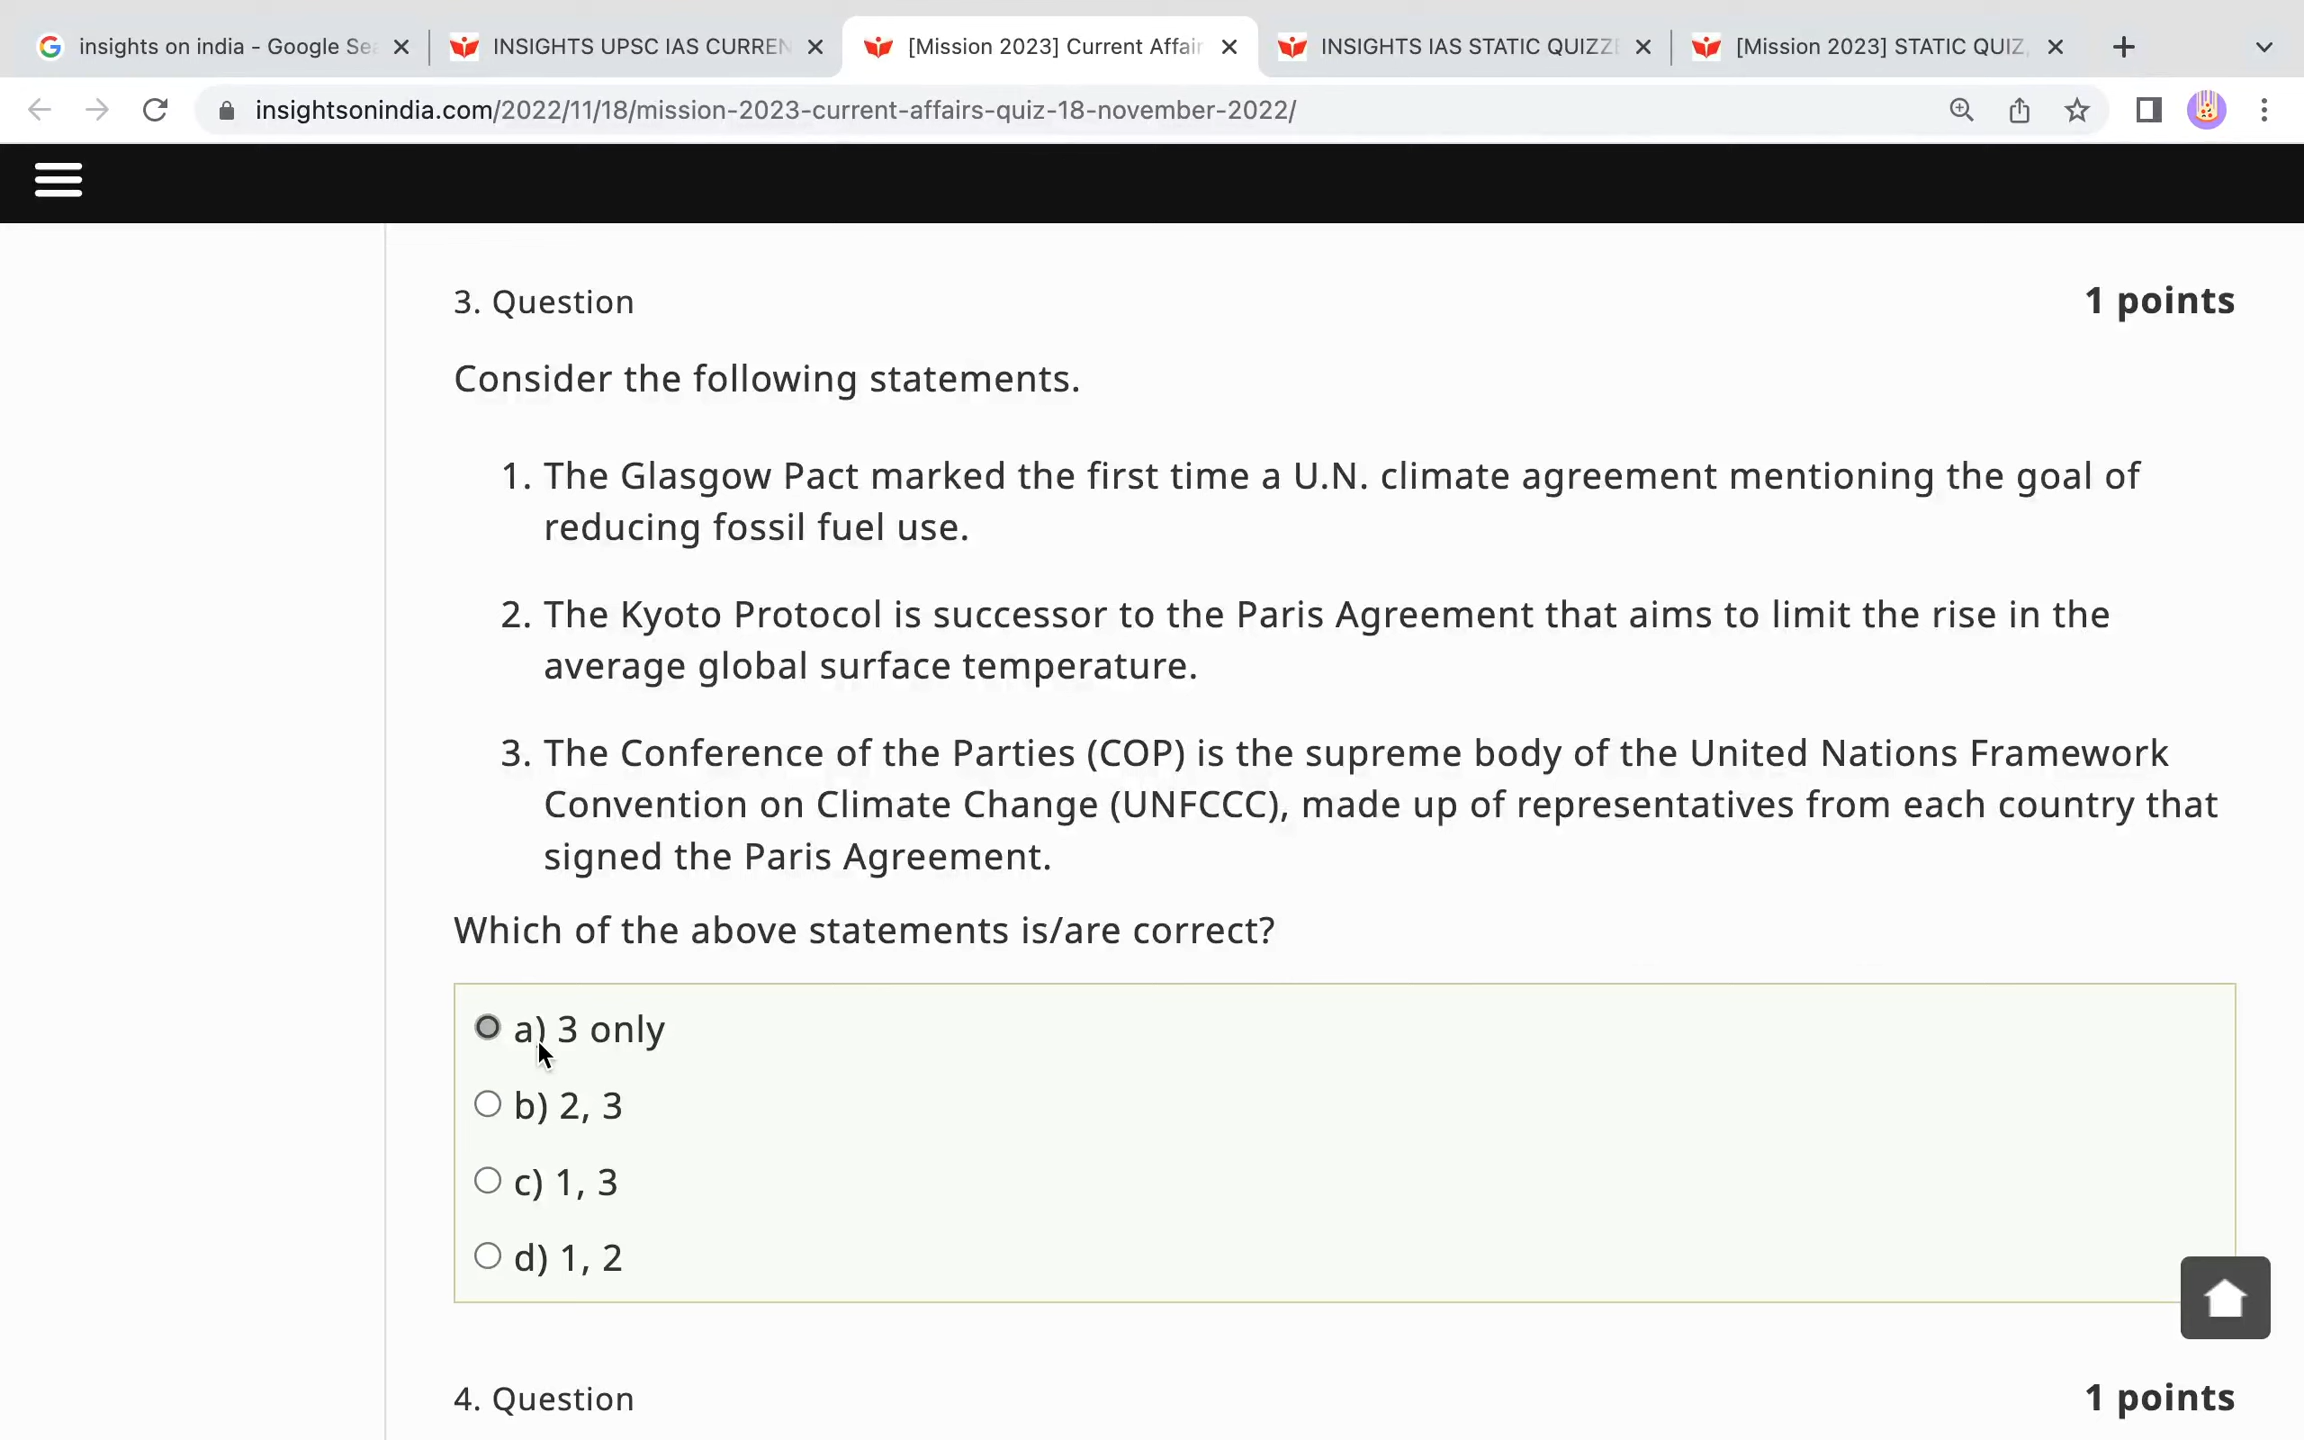 insights on india - Google Se
INSIGHTS UPSC IAS CURREN
[Mission 2023] Current Affair
INSIGHTS IAS STATIC QUIZZE
[Mission 2023] STATIC QUIZ,
insightsonindia.com/2022/11/18/mission-2023-current-affairs-quiz-18-november-2022/
3. Question
1 points
Consider the following statements.
1. The Glasgow Pact marked the first time a U.N. climate agreement mentioning the goal of
reducing fossil fuel use.
2. The Kyoto Protocol is successor to the Paris Agreement that aims to limit the rise in the
average global surface temperature.
3. The Conference of the Parties (COP) is the supreme body of the United Nations Framework
Convention on Climate Change (UNFCCC), made up of representatives from each country that
signed the Paris Agreement.
Which of the above statements is/are correct?
a) 3 only
b) 2, 3
c) 1, 3
d) 1, 2
4. Question
1 points